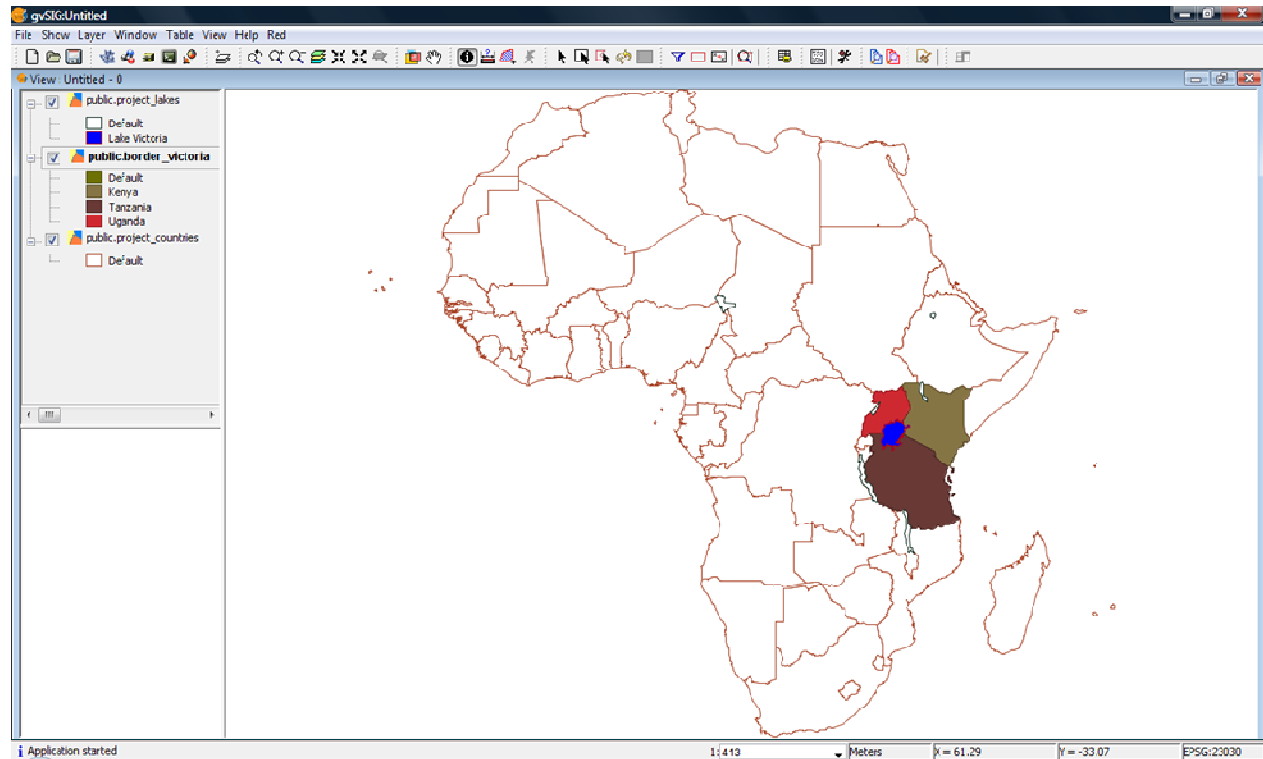 gvSIG:Untitled
File Show Layer Window Table View Help Red
View: Untitled - 0
public.project_lakes
Default
Lake Victoria
public.border_victoria
Default
Kenya
Tanzania
Uganda
public.project_countries
Default
Application started
1:413
Meters
X = 61.29
Y = -33.07
EPSG:23030